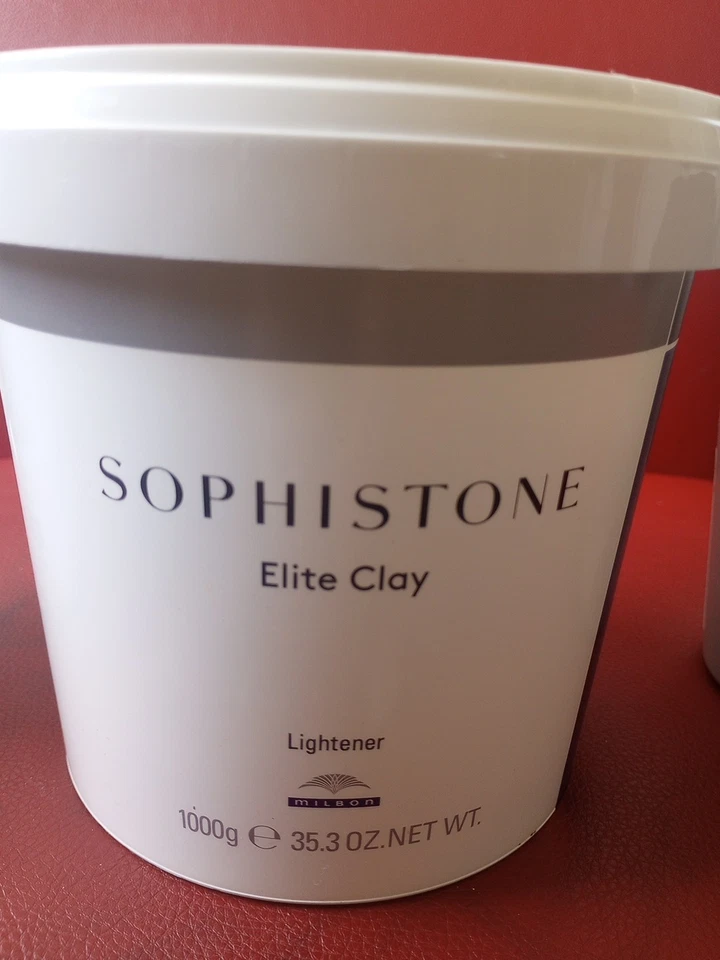 SOPHISTONE
Elite Clay
Lightener
MILBON
1000g ℮ 35.3 OZ.NET WT.